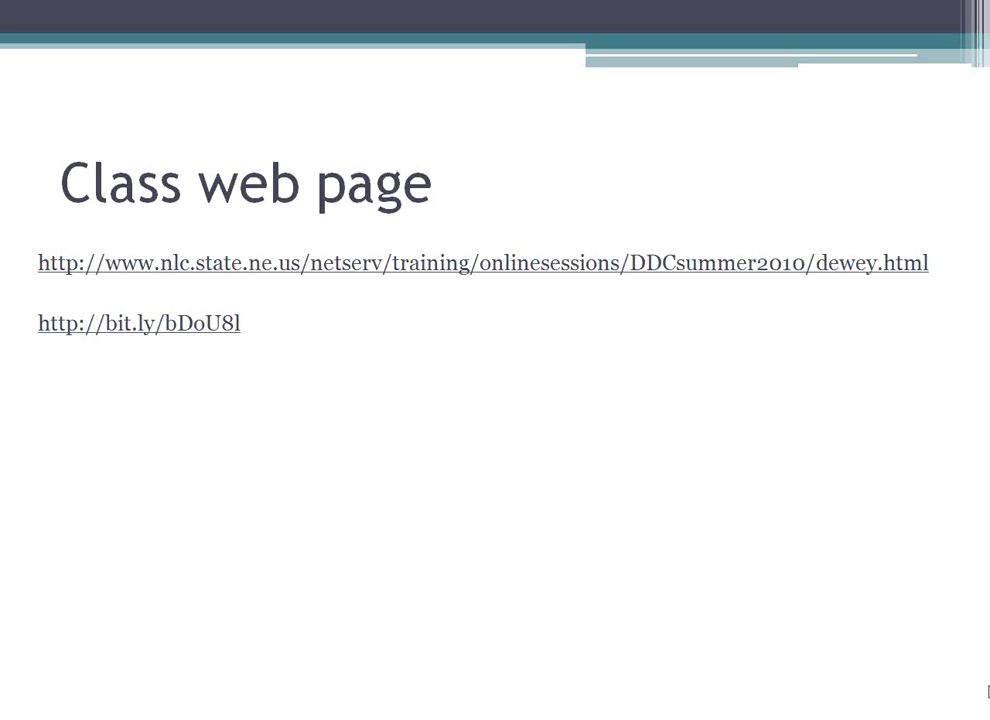 Class web page
http://www.nlc.state.ne.us/netserv/training/onlinesessions/DDCsummer2010/dewey.html
http://bit.ly/bDoU8l